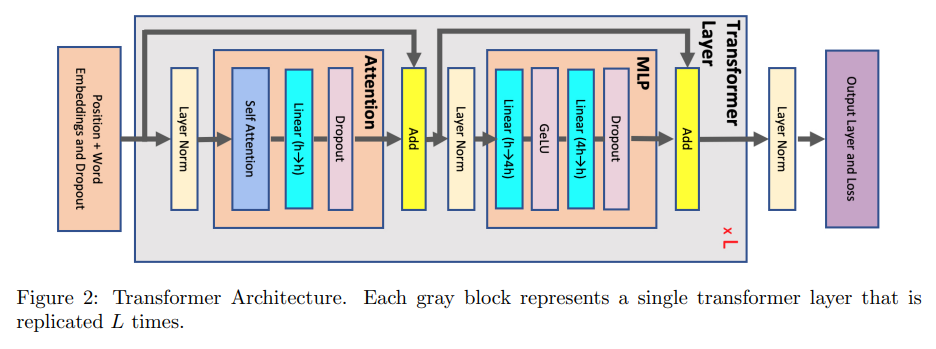 Position + Word
Embeddings and Dropout
Layer Norm
Attention
Self Attention
Linear (h→h)
Dropout
Add
Layer Norm
MLP
Linear (h→4h)
GeLU
Linear (4h→h)
Dropout
Add
Transformer
Layer
x L
Layer Norm
Output Layer and Loss
Figure 2: Transformer Architecture. Each gray block represents a single transformer layer that is
replicated L times.